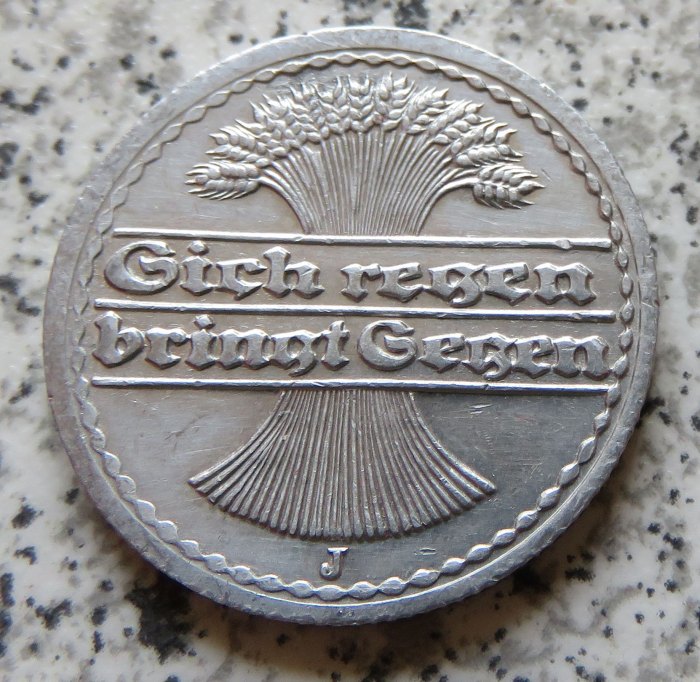 Sich regen
bringt Segen
J